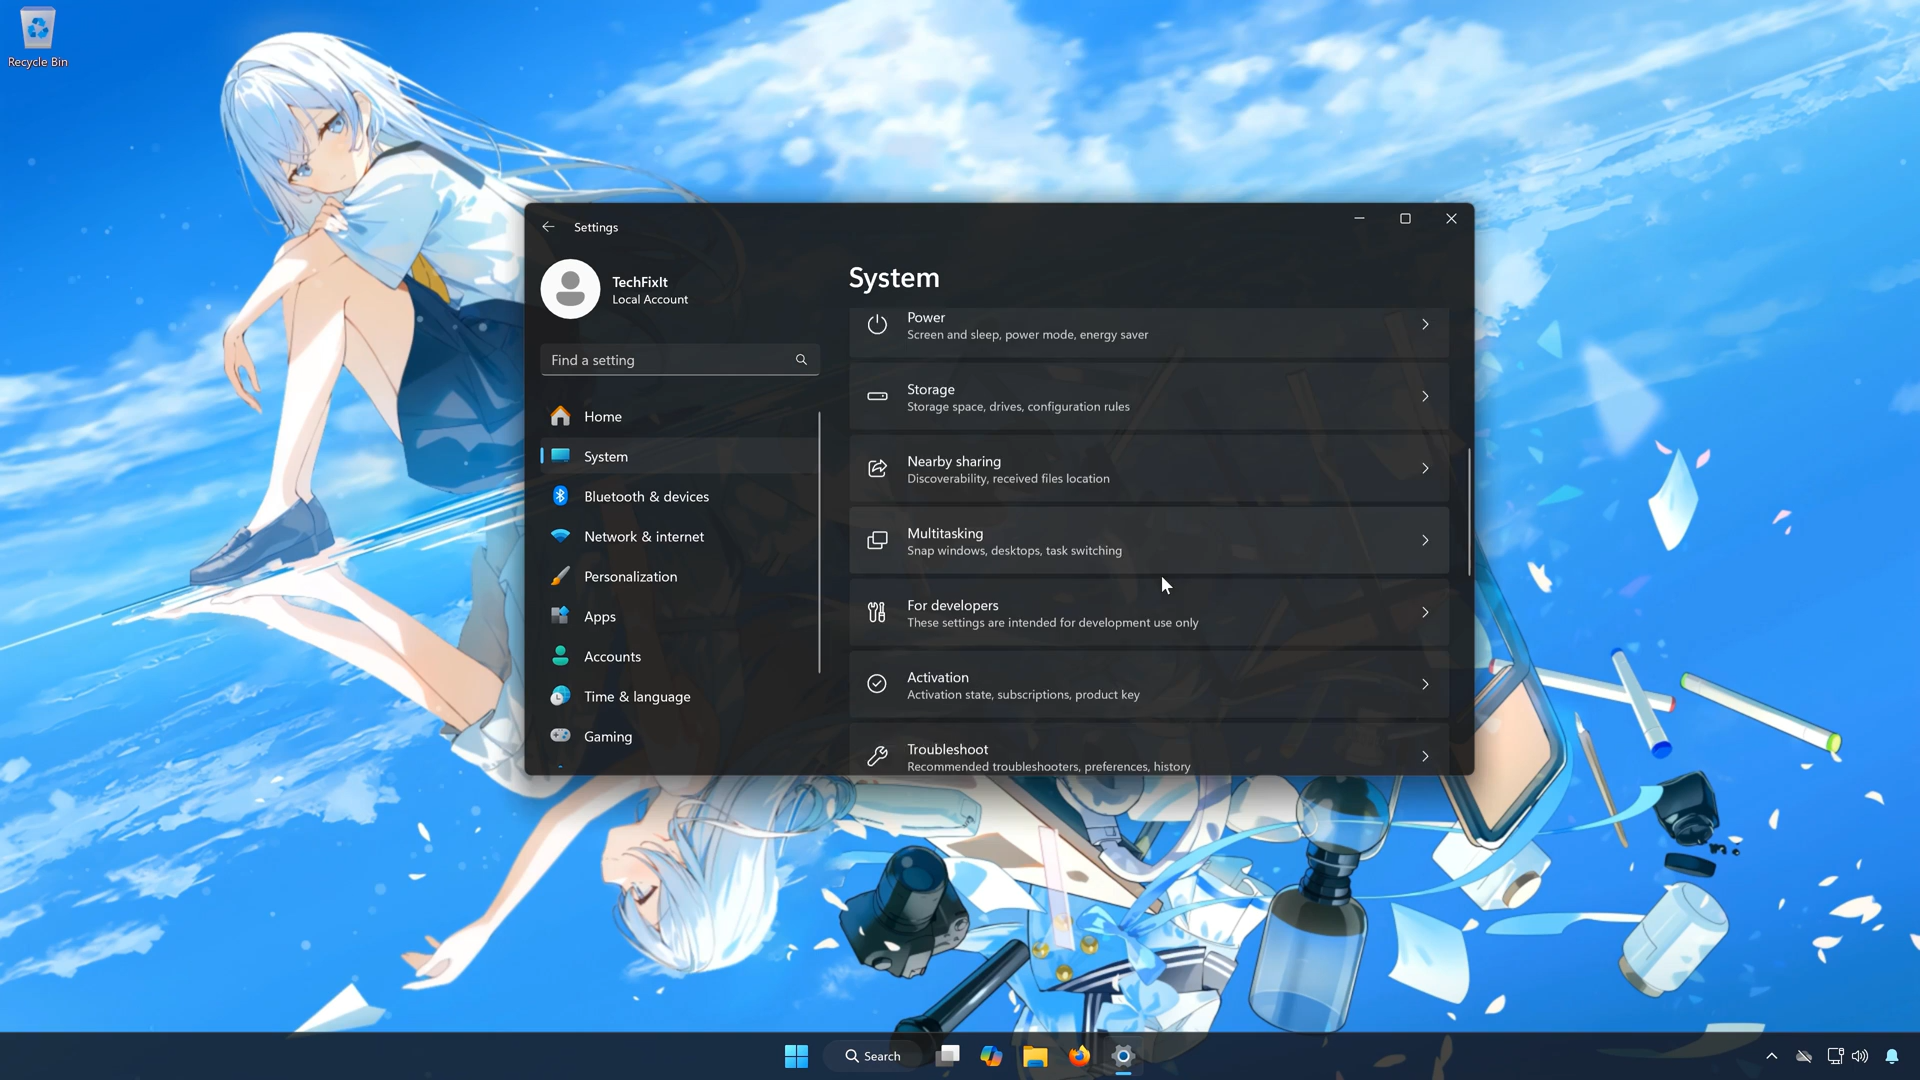 Recycle Bin
Settings
TechFixIt
Local Account
Find a setting
Home
System
Bluetooth & devices
Network & internet
Personalization
Apps
Accounts
Time & language
Gaming
System
Power
Screen and sleep, power mode, energy saver
Storage
Storage space, drives, configuration rules
Nearby sharing
Discoverability, received files location
Multitasking
Snap windows, desktops, task switching
For developers
These settings are intended for development use only
Activation
Activation state, subscriptions, product key
Troubleshoot
Recommended troubleshooters, preferences, history
Search